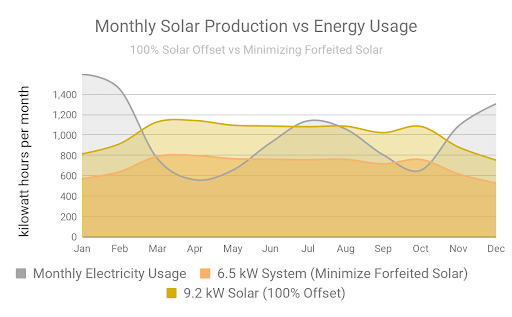 Monthly Solar Production vs Energy Usage
100% Solar Offset vs Minimizing Forfeited Solar
kilowatt hours per month
1,400
1,200
1,000
800
600
400
200
0
Jan Feb Mar Apr May Jun Jul Aug Sep Oct Nov Dec
Monthly Electricity Usage 6.5 kW System (Minimize Forfeited Solar)
9.2 kW Solar (100% Offset)